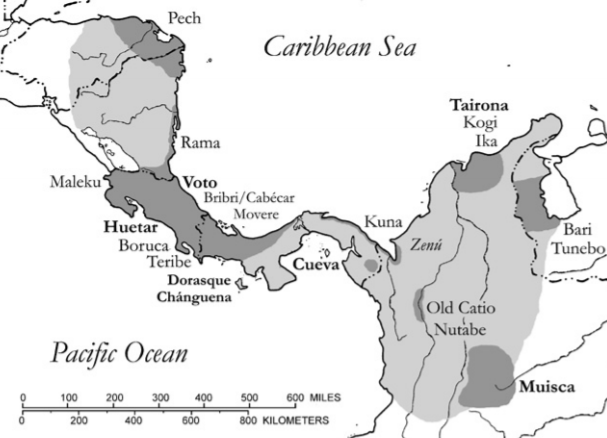 Pech
Caribbean Sea
Tairona
Kogi
Ika
Rama
Maleku
Voto
Bribri/Cabécar
Movere
Huetar
Boruca
Teribe
Kuna
Zenú
Bari
Tunebo
Dorasque
Chánguena
Cueva
Old Catio
Nutabe
Pacific Ocean
Muisca
0 100 200 300 400 500 600 MILES
0 200 400 600 800 KILOMETERS